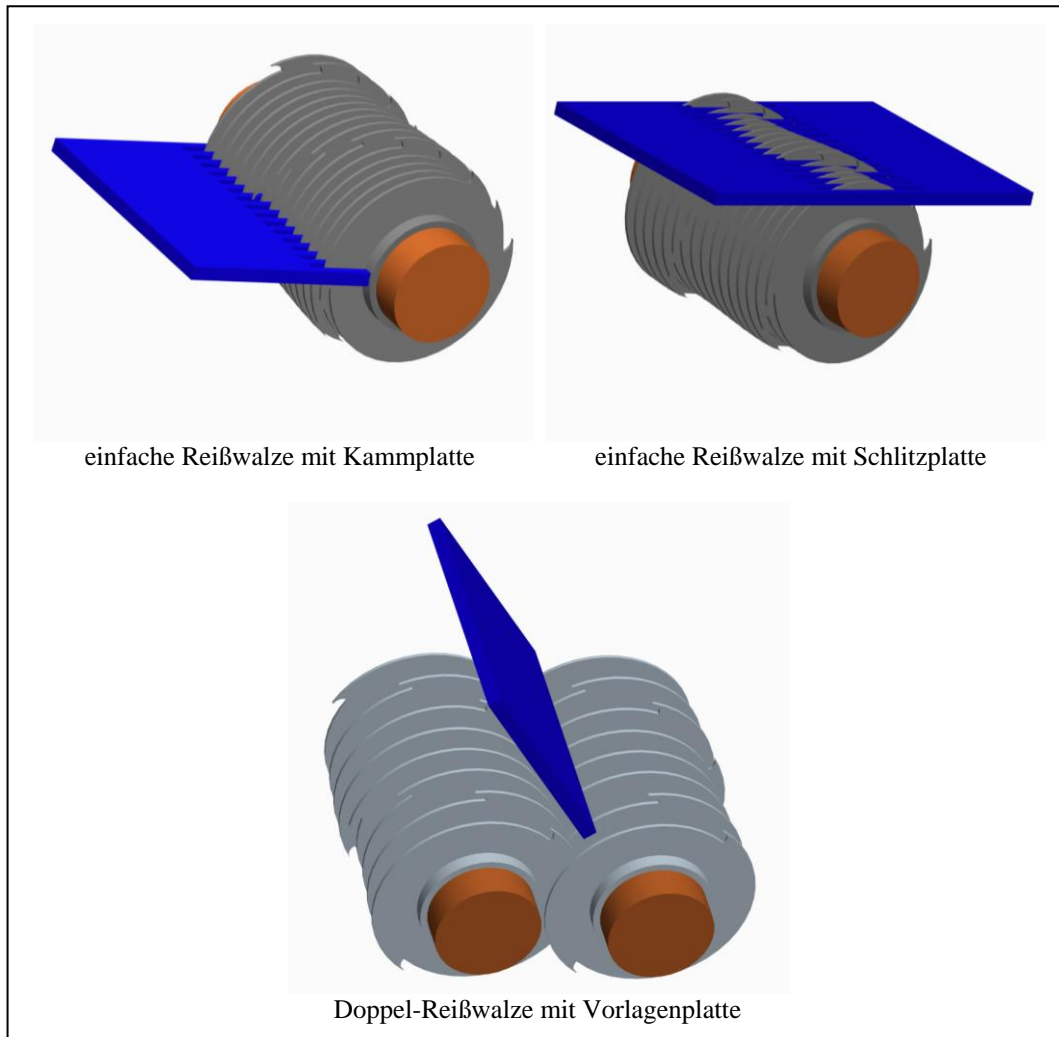 einfache Reißwalze mit Kammplatte
einfache Reißwalze mit Schlitzplatte
Doppel-Reißwalze mit Vorlagenplatte